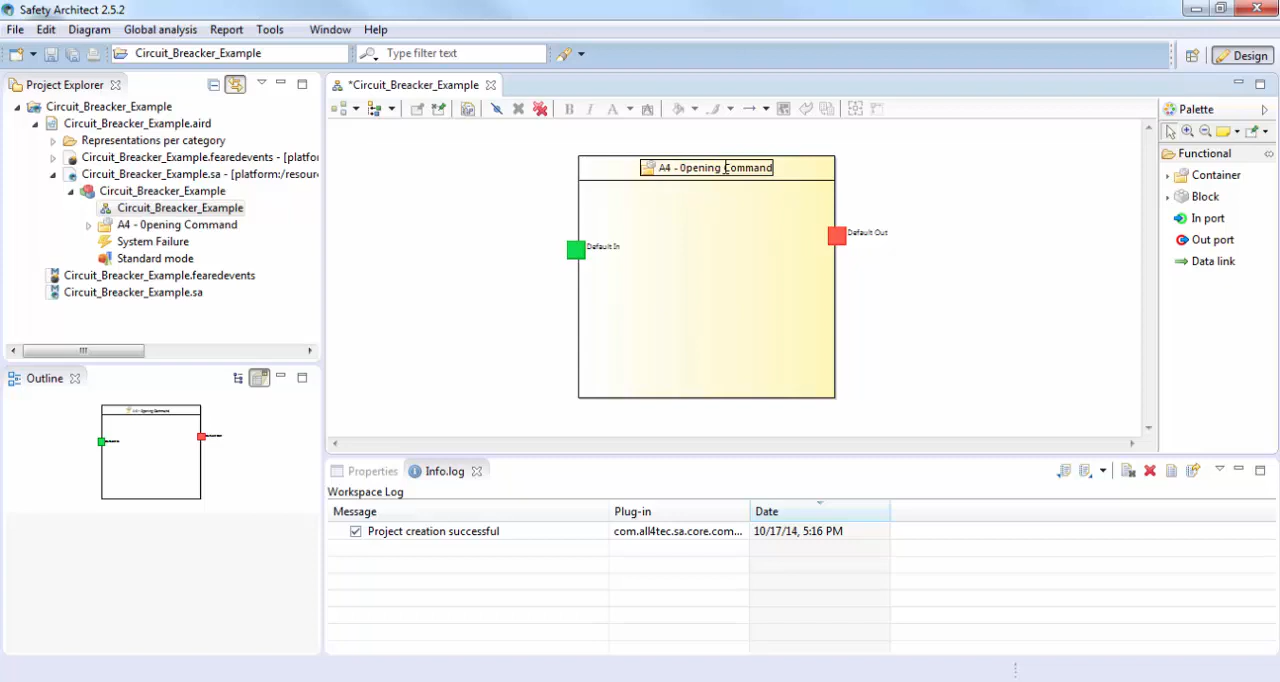 Safety Architect 2.5.2
File Edit Diagram Global analysis Report Tools Window Help
Circuit_Breacker_Example Type filter text Design
Project Explorer
Circuit_Breacker_Example
Circuit_Breacker_Example.aird
Representations per category
Circuit_Breacker_Example.fearedevents - [platfo
Circuit_Breacker_Example.sa - [platform:/resour
Circuit_Breacker_Example
Circuit_Breacker_Example
A4 - 0pening Command
System Failure
Standard mode
Circuit_Breacker_Example.fearedevents
Circuit_Breacker_Example.sa
Outline
*Circuit_Breacker_Example
A4 - 0pening Command
Default In
Default Out
Palette
Functional
Container
Block
In port
Out port
Data link
Properties Info.log
Workspace Log
Message Plug-in Date
Project creation successful com.all4tec.sa.core.com... 10/17/14, 5:16 PM